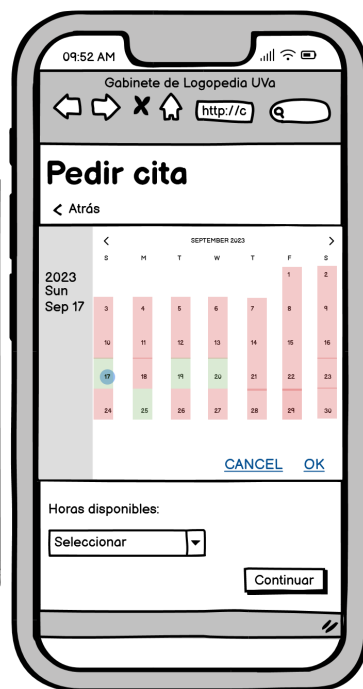 09:52 AM
Gabinete de Logopedia UVa
http://c
Pedir cita
< Atrás
< SEPTEMBER 2023 >
S M T W T F S
1 2
2023
Sun
Sep 17
3 4 5 6 7 8 9
10 11 12 13 14 15 16
17 18 19 20 21 22 23
24 25 26 27 28 29 30
CANCEL OK
Horas disponibles:
Seleccionar
Continuar